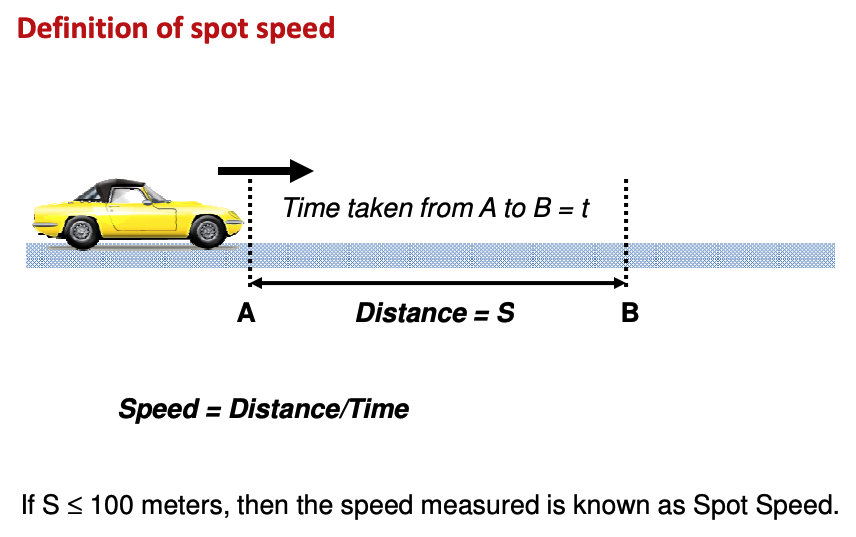 Definition of spot speed
Time taken from A to B = t
A
Distance = S
B
Speed = Distance/Time
If S ≤ 100 meters, then the speed measured is known as Spot Speed.